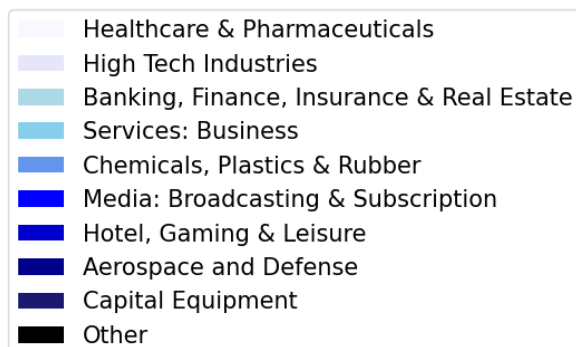 Healthcare & Pharmaceuticals
High Tech Industries
Banking, Finance, Insurance & Real Estate
Services: Business
Chemicals, Plastics & Rubber
Media: Broadcasting & Subscription
Hotel, Gaming & Leisure
Aerospace and Defense
Capital Equipment
Other